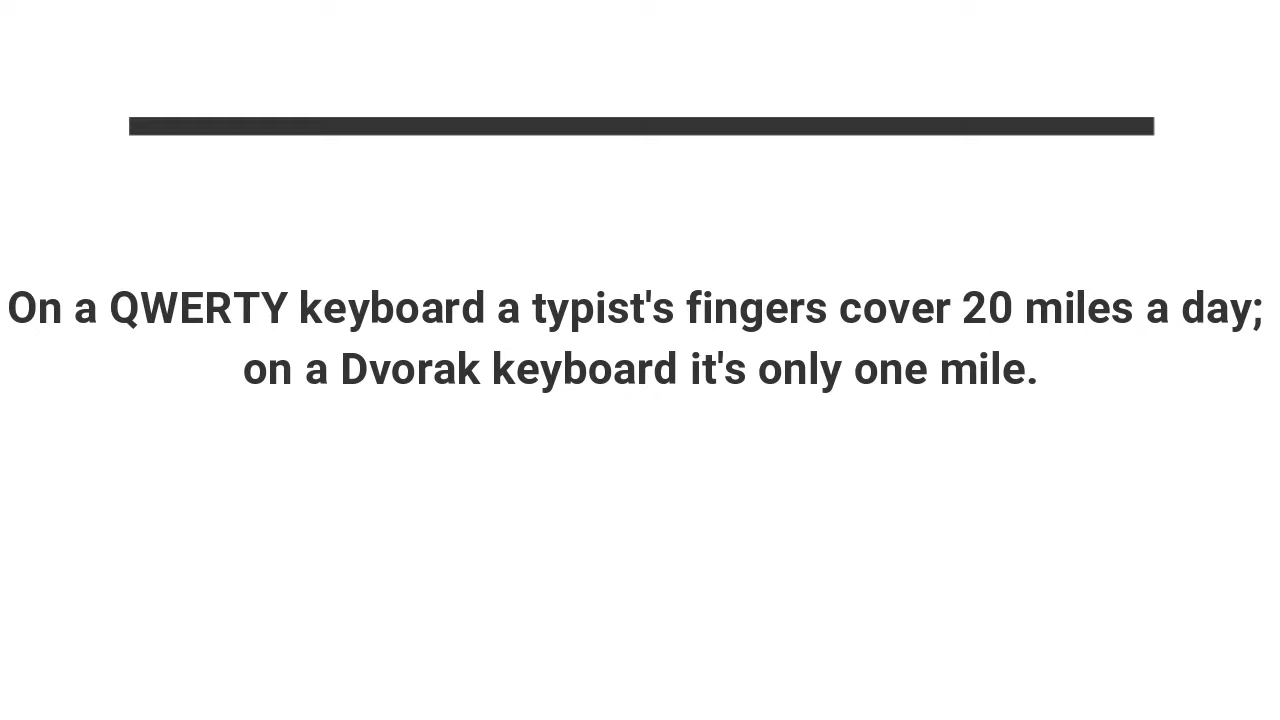 On a QWERTY keyboard a typist's fingers cover 20 miles a day;
on a Dvorak keyboard it's only one mile.